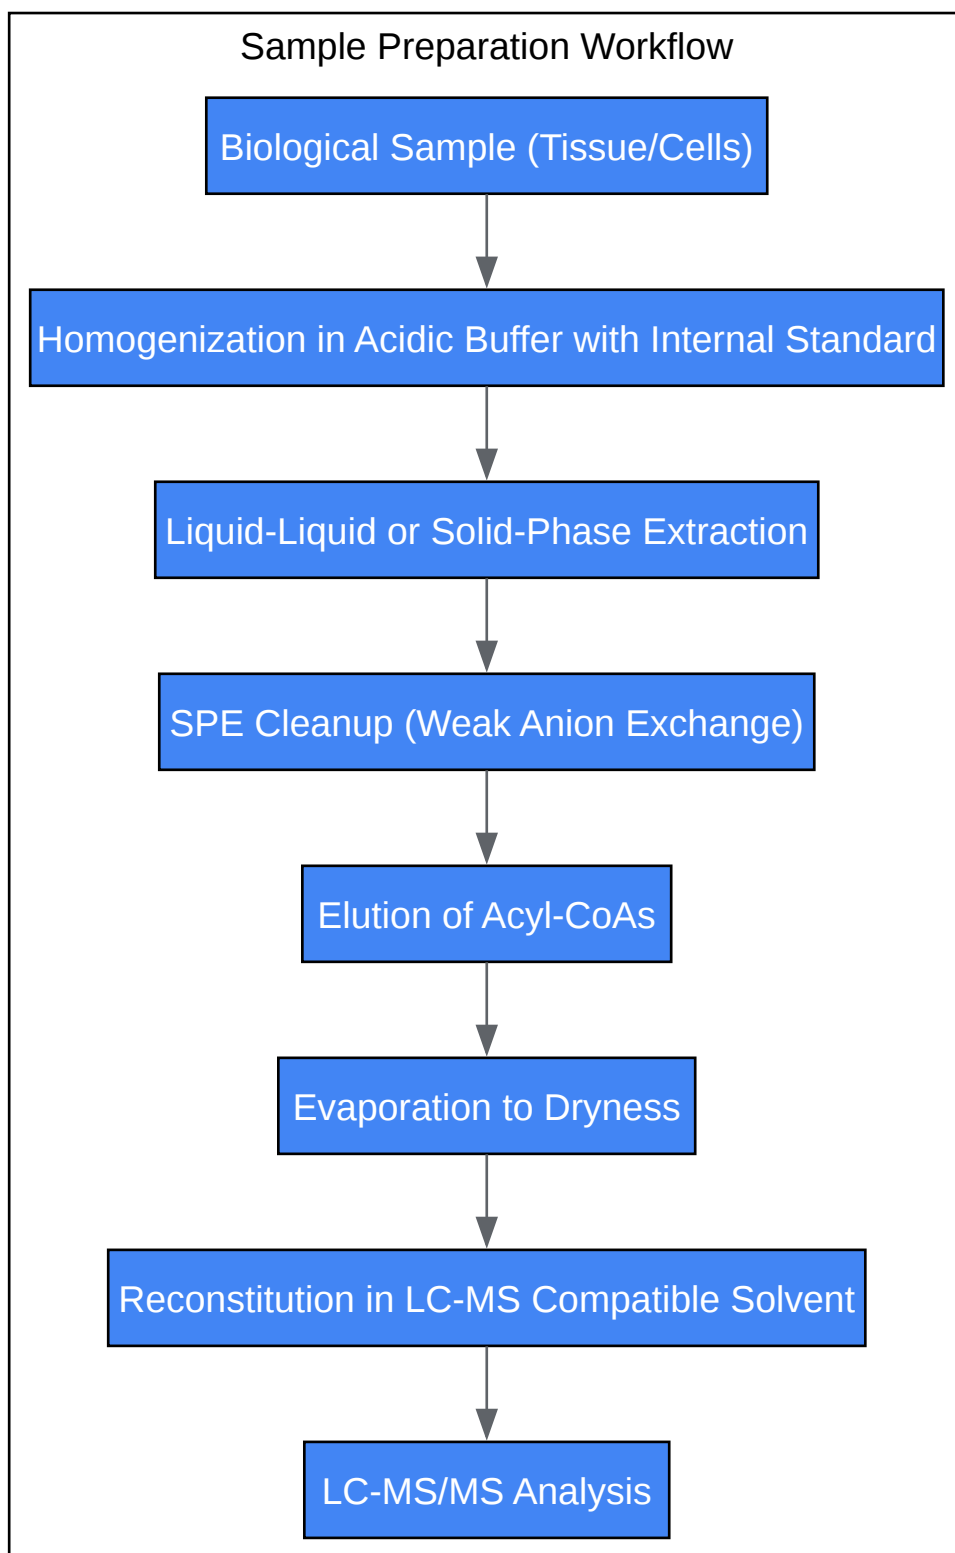 Sample Preparation Workflow
Biological Sample (Tissue/Cells)
Homogenization in Acidic Buffer with Internal Standard
Liquid-Liquid or Solid-Phase Extraction
SPE Cleanup (Weak Anion Exchange)
Elution of Acyl-CoAs
Evaporation to Dryness
Reconstitution in LC-MS Compatible Solvent
LC-MS/MS Analysis